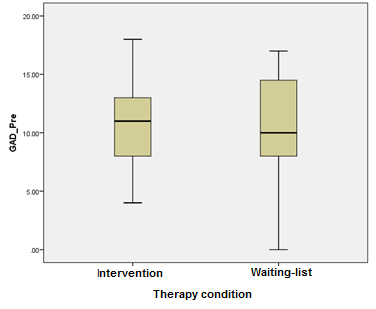 20.00
15.00
10.00
5.00
.00
GAD_Pre
Intervention Waiting-list
Therapy condition